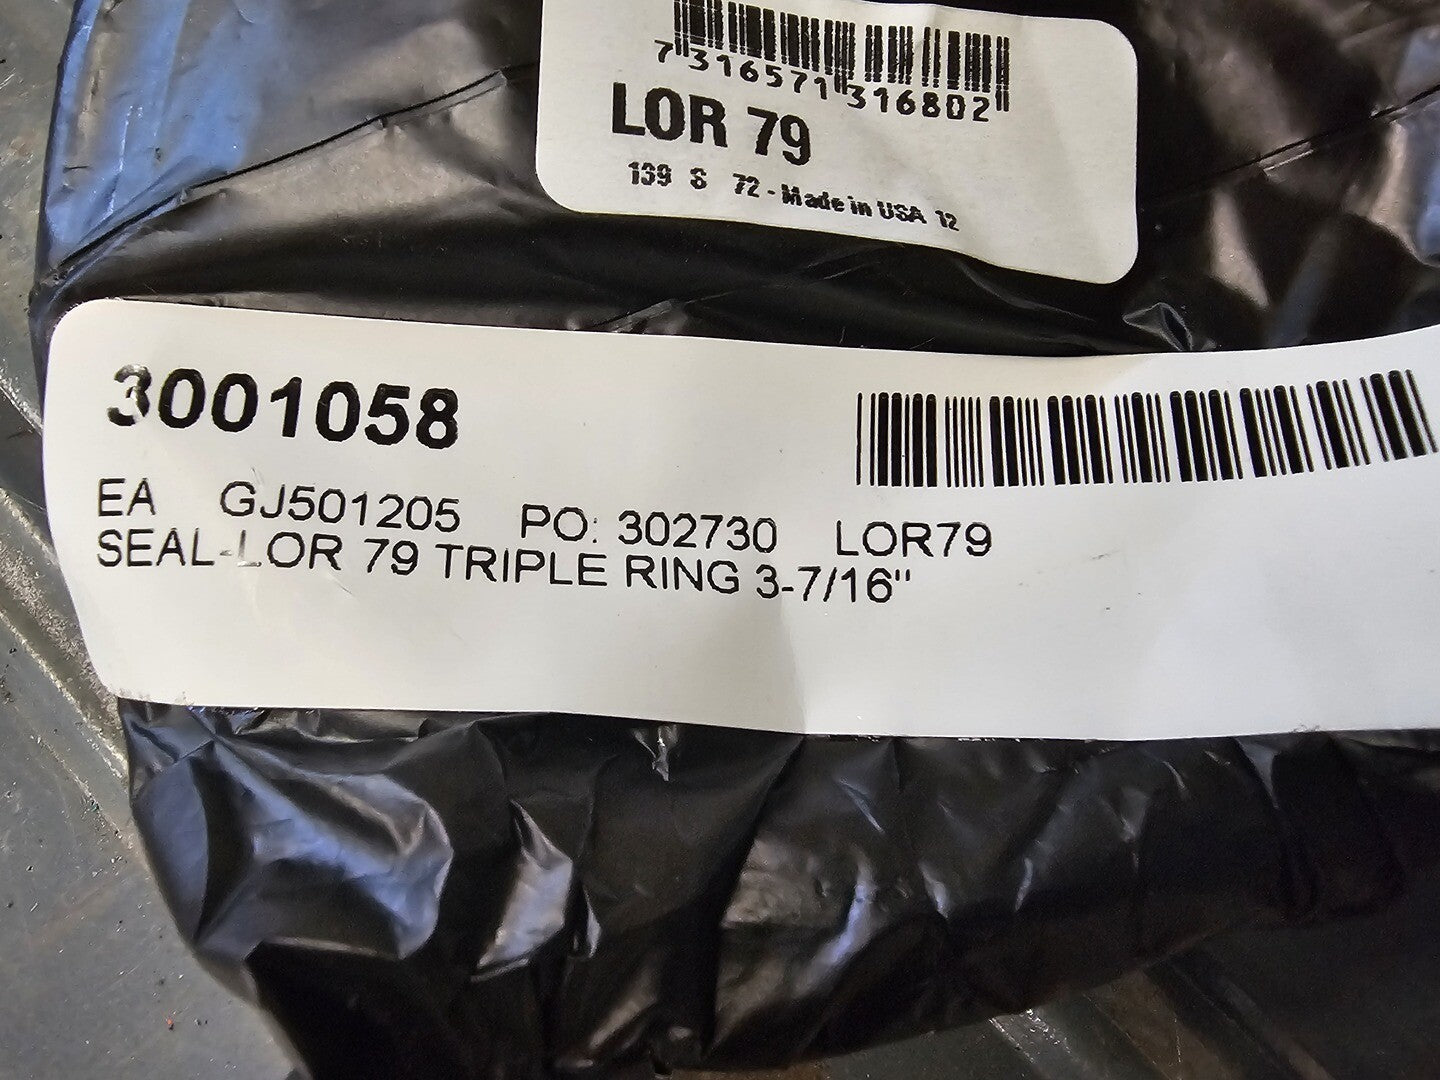 7 316571 316802
LOR 79
139 S 72 - Made in USA 12
3001058
EA GJ501205 PO: 302730 LOR79
SEAL-LOR 79 TRIPLE RING 3-7/16"